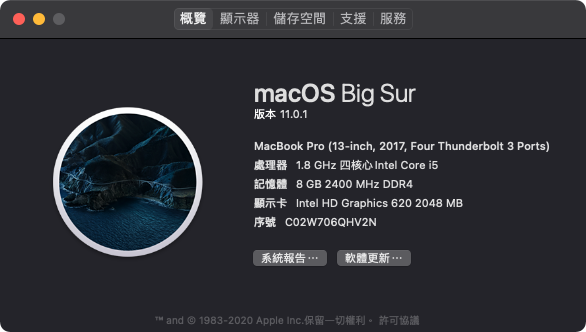 概覽 顯示器 儲存空間 支援 服務
macOS Big Sur
版本 11.0.1
MacBook Pro (13-inch, 2017, Four Thunderbolt 3 Ports)
處理器 1.8 GHz 四核心 Intel Core i5
記憶體 8 GB 2400 MHz DDR4
顯示卡 Intel HD Graphics 620 2048 MB
序號 C02W706QHV2N
系統報告⋯ 軟體更新⋯
™ and © 1983-2020 Apple Inc.保留一切權利。 許可協議